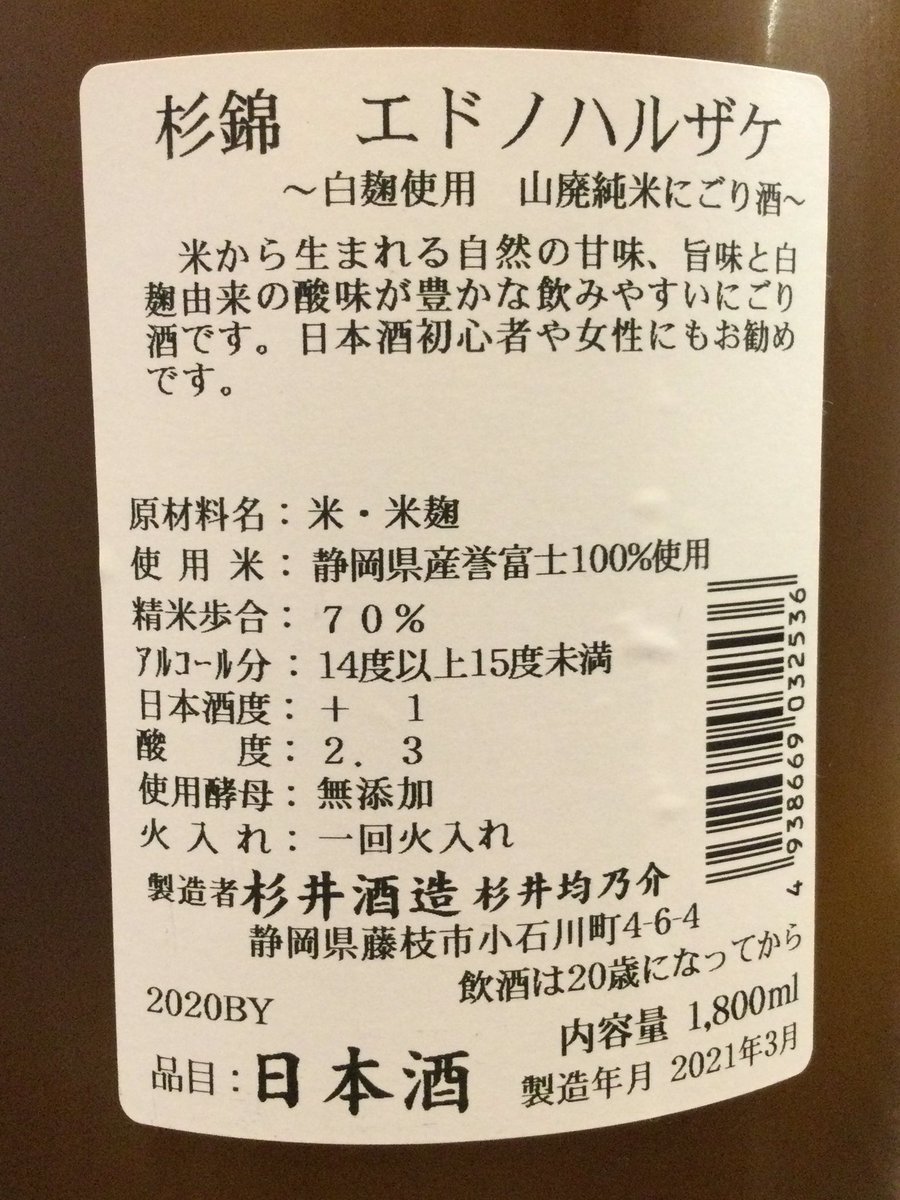 杉錦　エドノハルザケ
～白麹使用　山廃純米にごり酒～
米から生まれる自然の甘味、旨味と白
麹由来の酸味が豊かな飲みやすいにごり
酒です。日本酒初心者や女性にもお勧め
です。
原材料名：米・米麹
使用米：静岡県産誉富士100%使用
精米歩合：７０%
ｱﾙｺｰﾙ分：14度以上15度未満
日本酒度：＋　１
酸　　度：２．３
使用酵母：無添加
火入れ：一回火入れ
製造者 杉井酒造 杉井均乃介
静岡県藤枝市小石川町4-6-4
飲酒は20歳になってから
2020BY
内容量 1,800ml
品目：日本酒
製造年月 2021年3月
4 938669 032536